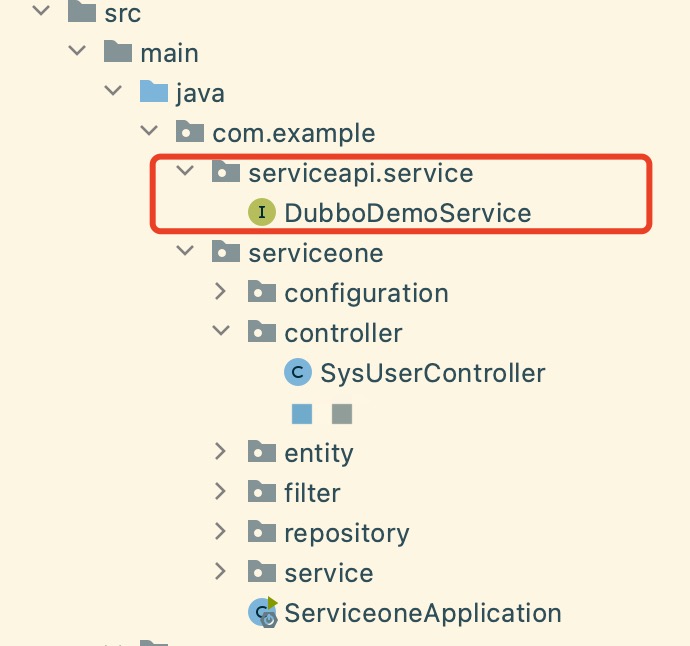 src
main
java
com.example
serviceapi.service
I DubboDemoService
serviceone
configuration
controller
C SysUserController
entity
filter
repository
service
C ServiceoneApplication